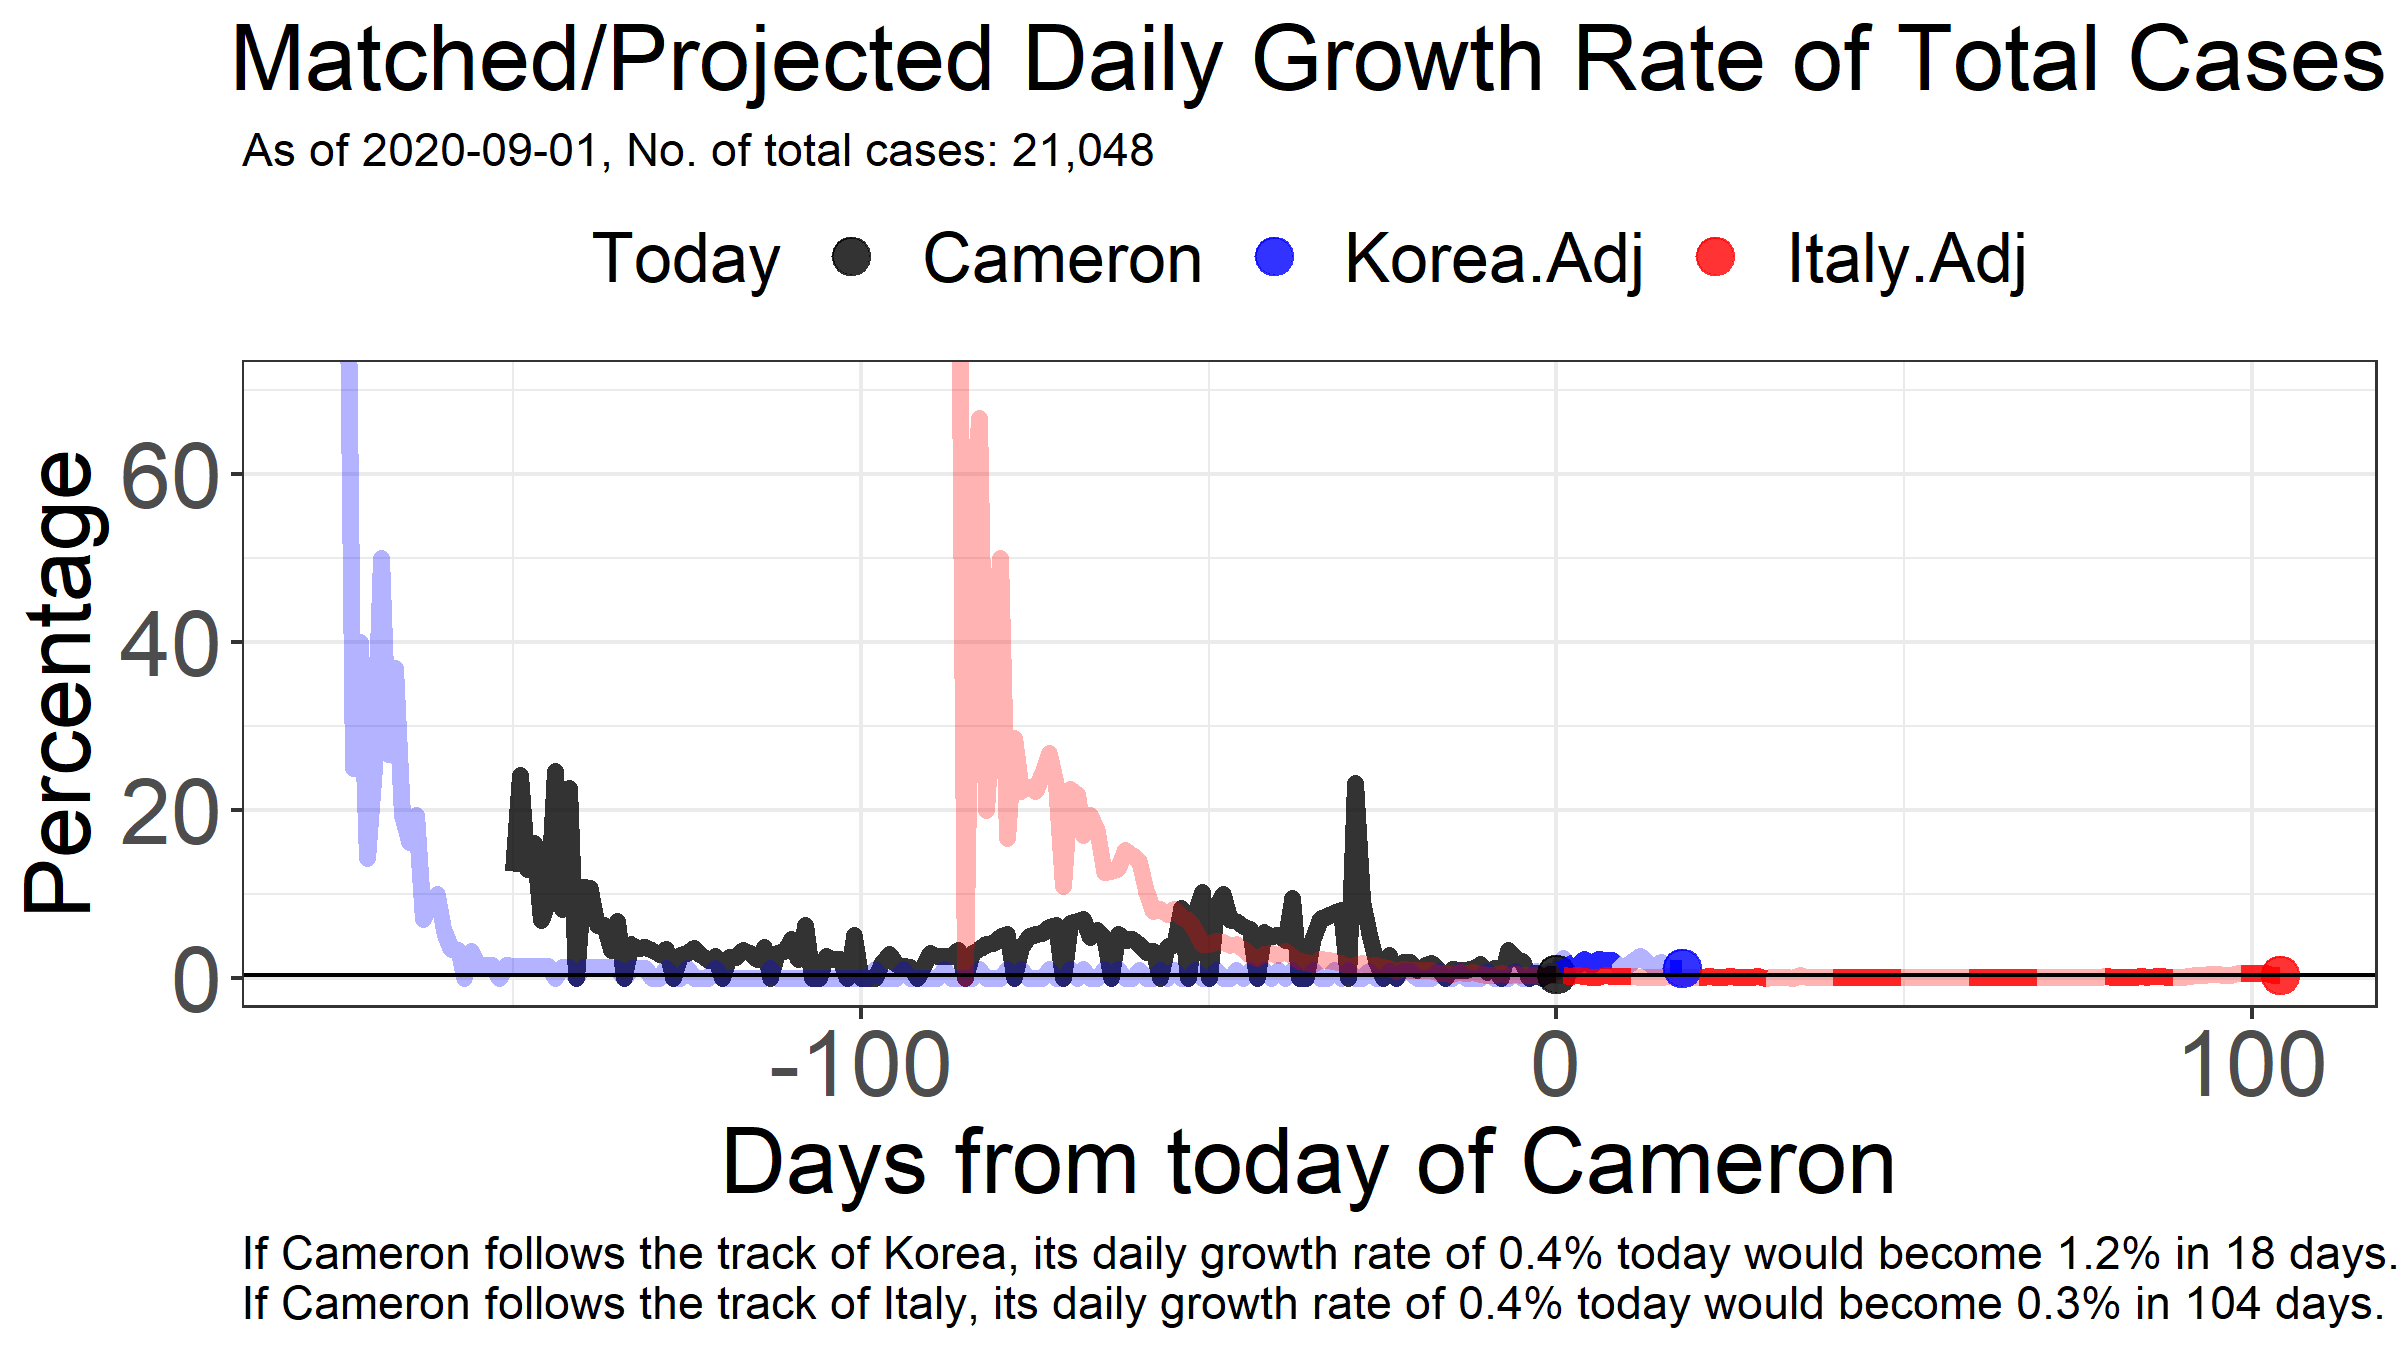 Matched/Projected Daily Growth Rate of Total Cases
As of 2020-09-01, No. of total cases: 21,048
Today Cameron Korea.Adj Italy.Adj
Percentage
60
40
20
0
-100 0 100
Days from today of Cameron
If Cameron follows the track of Korea, its daily growth rate of 0.4% today would become 1.2% in 18 days.
If Cameron follows the track of Italy, its daily growth rate of 0.4% today would become 0.3% in 104 days.